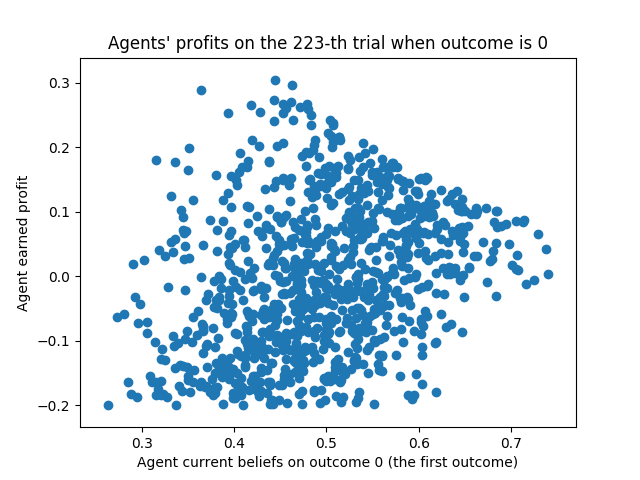 Agents' profits on the 223-th trial when outcome is 0
0.3
0.2
0.1
0.0
−0.1
−0.2
Agent earned profit
0.3 0.4 0.5 0.6 0.7
Agent current beliefs on outcome 0 (the first outcome)